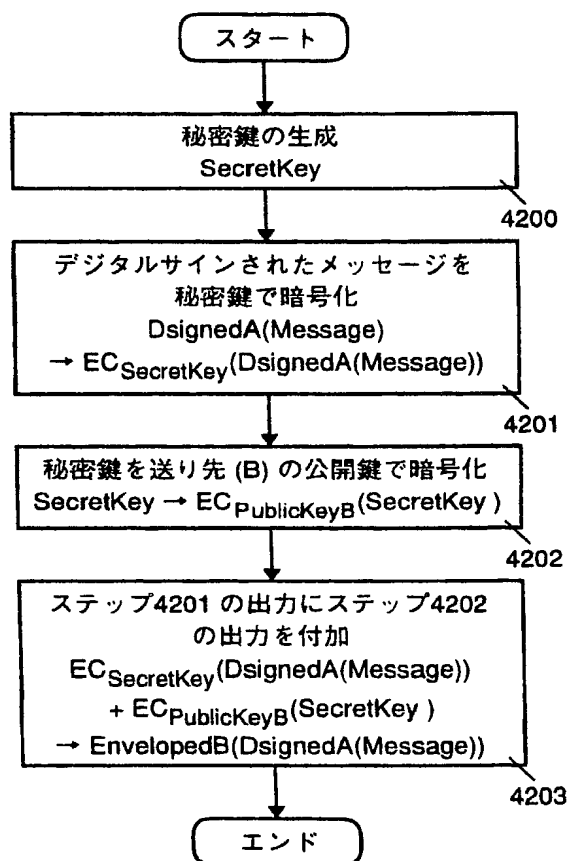 スタート
秘密鍵の生成
SecretKey
4200
デジタルサインされたメッセージを
秘密鍵で暗号化
DsignedA(Message)
→ ECSecretKey(DsignedA(Message))
4201
秘密鍵を送り先 (B) の公開鍵で暗号化
SecretKey → ECPublicKeyB(SecretKey )
4202
ステップ4201 の出力にステップ4202
の出力を付加
ECSecretKey(DsignedA(Message))
+ ECPublicKeyB(SecretKey )
→ EnvelopedB(DsignedA(Message))
4203
エンド